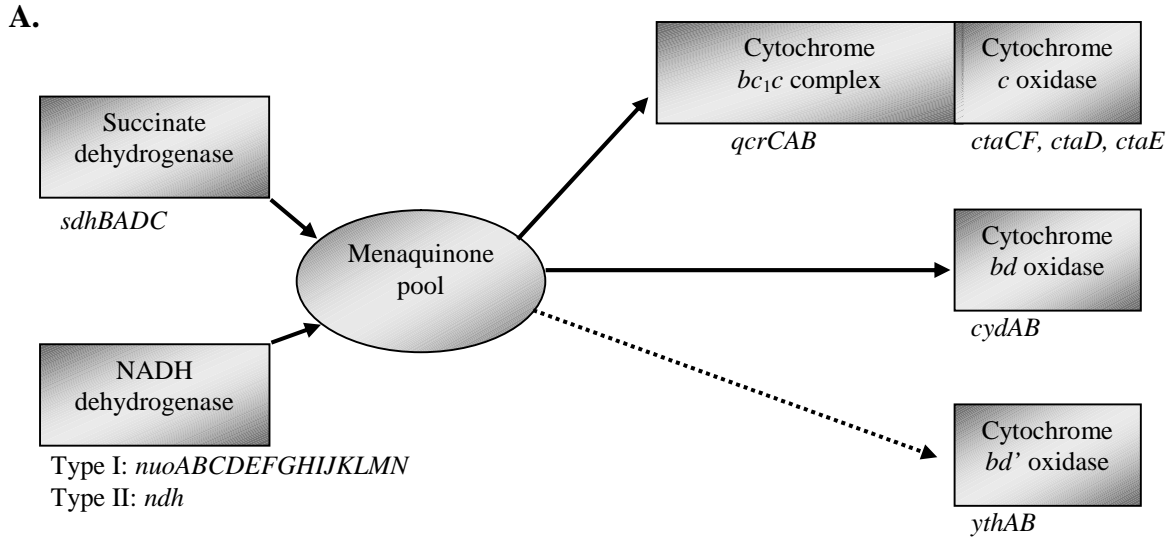 A.
Cytochrome
bc₁c complex
Cytochrome
c oxidase
qcrCAB
ctaCF, ctaD, ctaE
Succinate
dehydrogenase
sdhBADC
Menaquinone
pool
Cytochrome
bd oxidase
cydAB
NADH
dehydrogenase
Type I: nuoABCDEFGHIJKLMN
Type II: ndh
Cytochrome
bd’ oxidase
ythAB